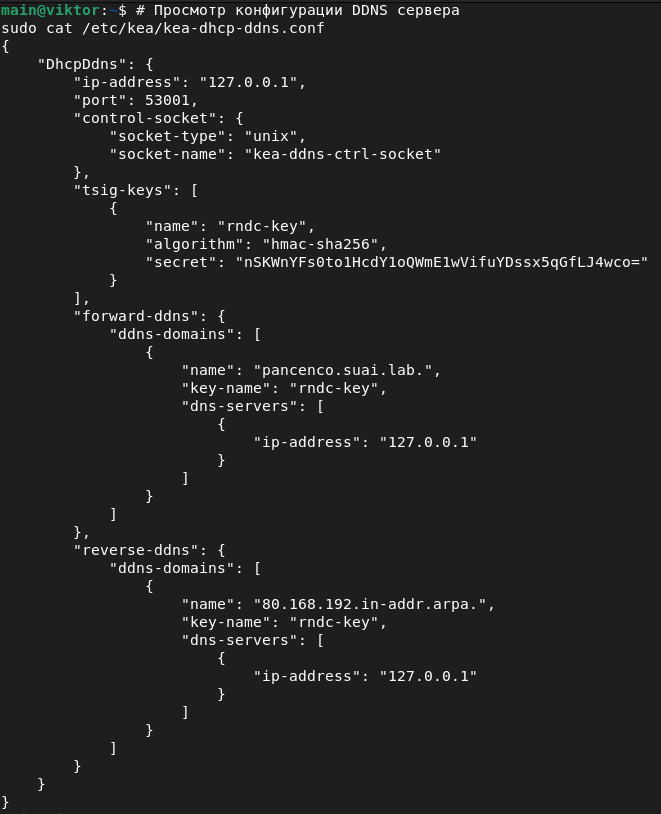 main@viktor:~$ # Просмотр конфигурации DDNS сервера
sudo cat /etc/kea/kea-dhcp-ddns.conf
{
    "DhcpDdns": {
        "ip-address": "127.0.0.1",
        "port": 53001,
        "control-socket": {
            "socket-type": "unix",
            "socket-name": "kea-ddns-ctrl-socket"
        },
        "tsig-keys": [
            {
                "name": "rndc-key",
                "algorithm": "hmac-sha256",
                "secret": "nSKWnYFs0to1HcdY1oQWmE1wVifuYDssx5qGfLJ4wco="
            }
        ],
        "forward-ddns": {
            "ddns-domains": [
                {
                    "name": "pancenco.suai.lab.",
                    "key-name": "rndc-key",
                    "dns-servers": [
                        {
                            "ip-address": "127.0.0.1"
                        }
                    ]
                }
            ]
        },
        "reverse-ddns": {
            "ddns-domains": [
                {
                    "name": "80.168.192.in-addr.arpa.",
                    "key-name": "rndc-key",
                    "dns-servers": [
                        {
                            "ip-address": "127.0.0.1"
                        }
                    ]
                }
            ]
        }
    }
}